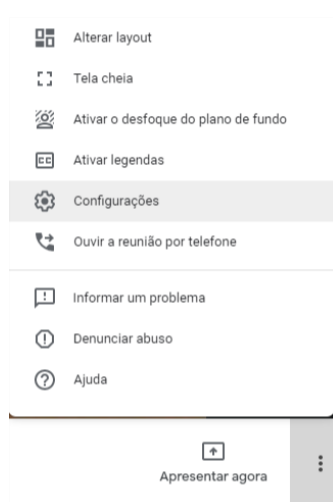 Alterar layout
Tela cheia
Ativar o desfoque do plano de fundo
CC Ativar legendas
Configurações
Ouvir a reunião por telefone
Informar um problema
Denunciar abuso
Ajuda
Apresentar agora